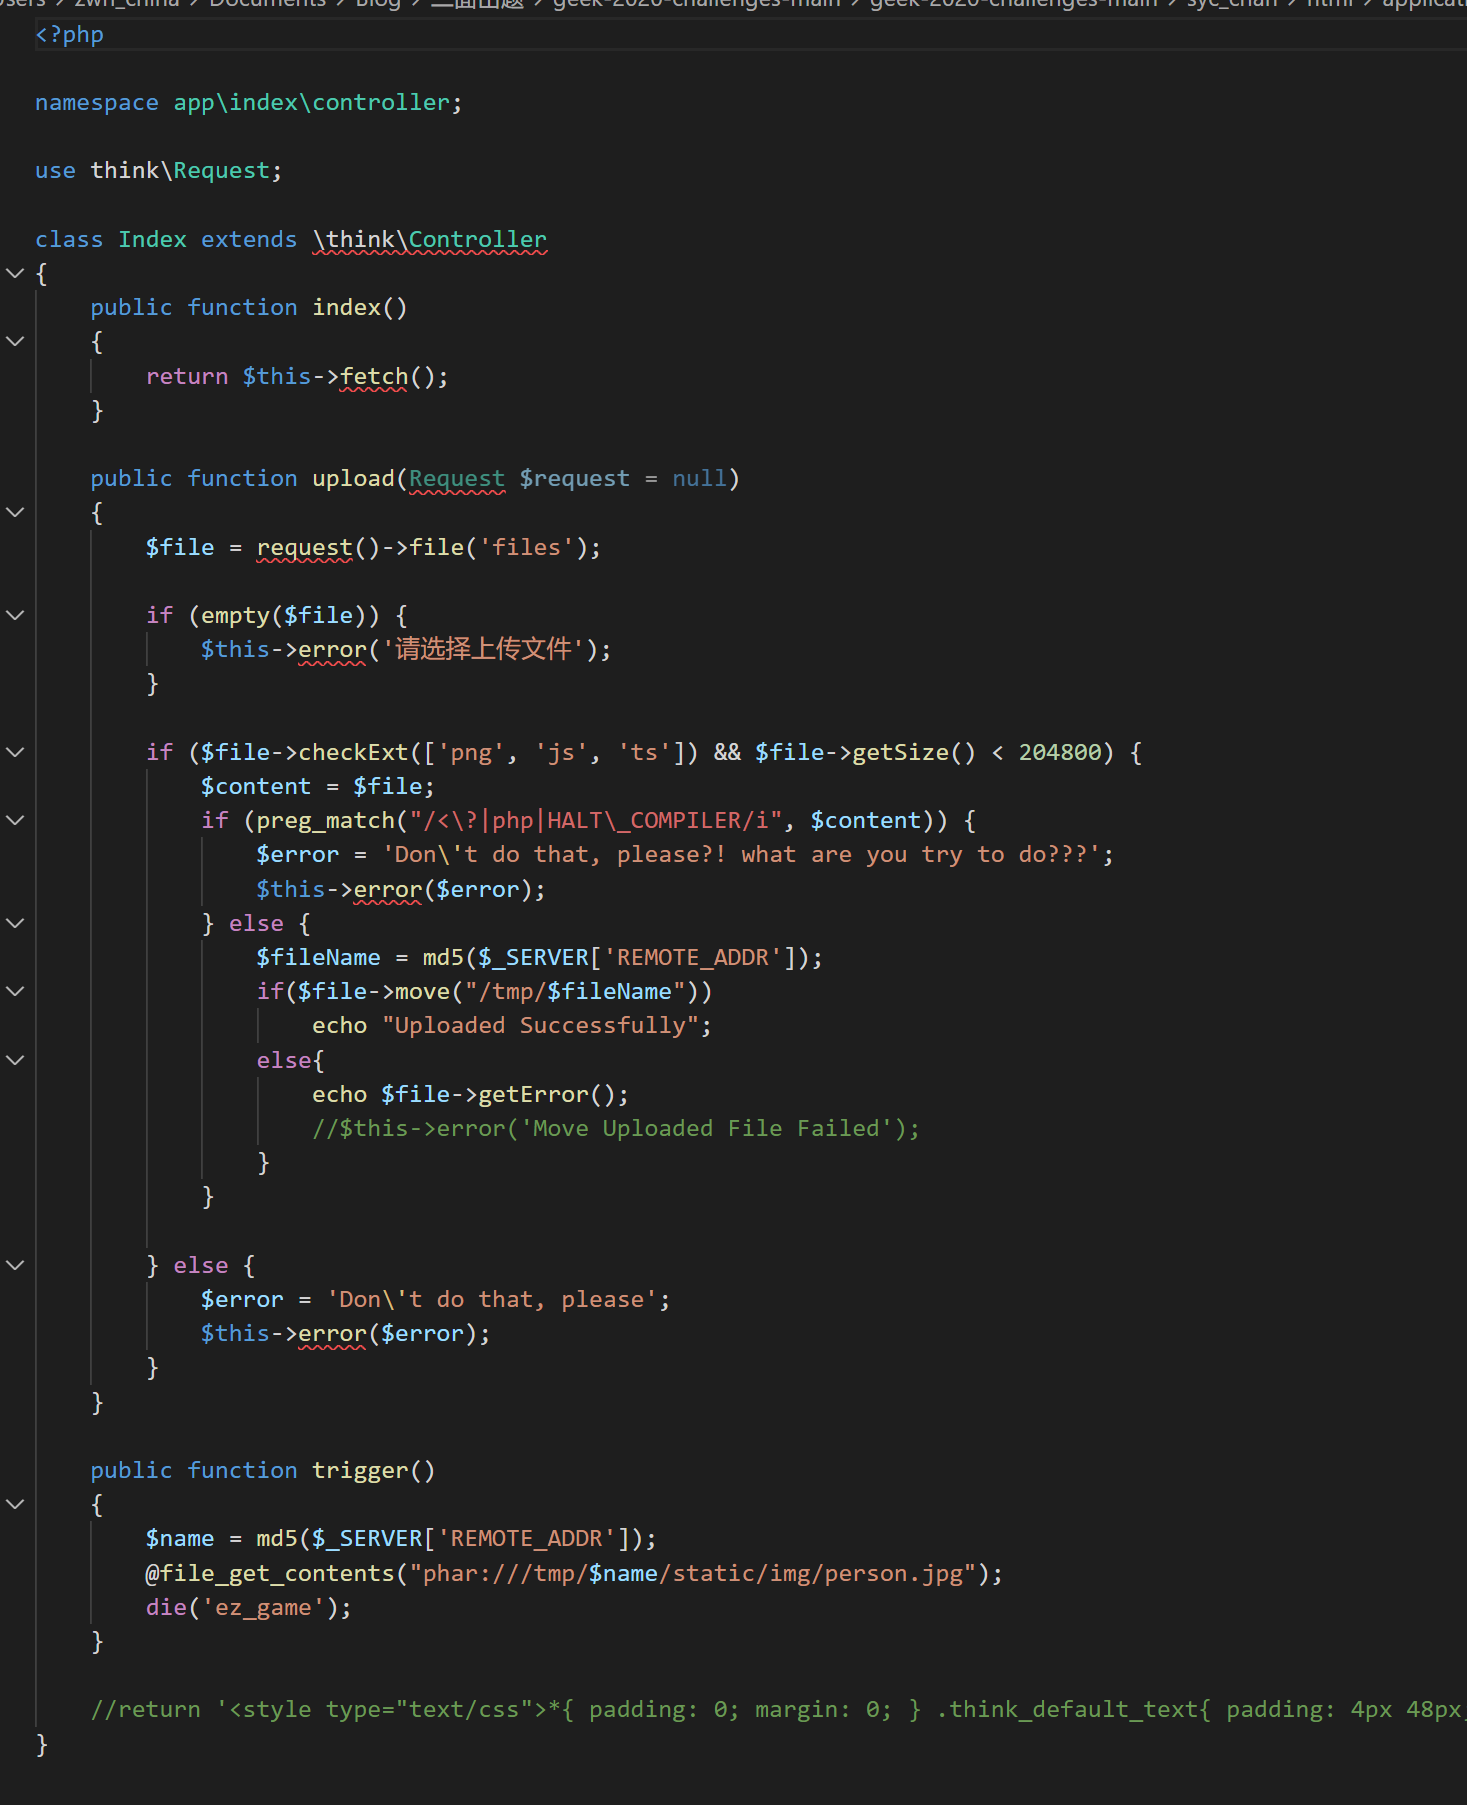 zwh_china > Documents > Blog > 二面出题 > geek-2020-challenges-main > geek-2020-challenges-main > syc_chan > html >
<?php
namespace app\index\controller;
use think\Request;
class Index extends \think\Controller
{
    public function index()
    {
        return $this->fetch();
    }
    public function upload(Request $request = null)
    {
        $file = request()->file('files');
        if (empty($file)) {
            $this->error('请选择上传文件');
        }
        if ($file->checkExt(['png', 'js', 'ts']) && $file->getSize() < 204800) {
            $content = $file;
            if (preg_match("/<\?|php|HALT\_COMPILER/i", $content)) {
                $error = 'Don\'t do that, please?! what are you try to do???';
                $this->error($error);
            } else {
                $fileName = md5($_SERVER['REMOTE_ADDR']);
                if($file->move("/tmp/$fileName"))
                    echo "Uploaded Successfully";
                else{
                    echo $file->getError();
                    //$this->error('Move Uploaded File Failed');
                }
            }
        } else {
            $error = 'Don\'t do that, please';
            $this->error($error);
        }
    }
    public function trigger()
    {
        $name = md5($_SERVER['REMOTE_ADDR']);
        @file_get_contents("phar:///tmp/$name/static/img/person.jpg");
        die('ez_game');
    }
    //return '<style type="text/css">*{ padding: 0; margin: 0; } .think_default_text{ padding: 4px 48px
}